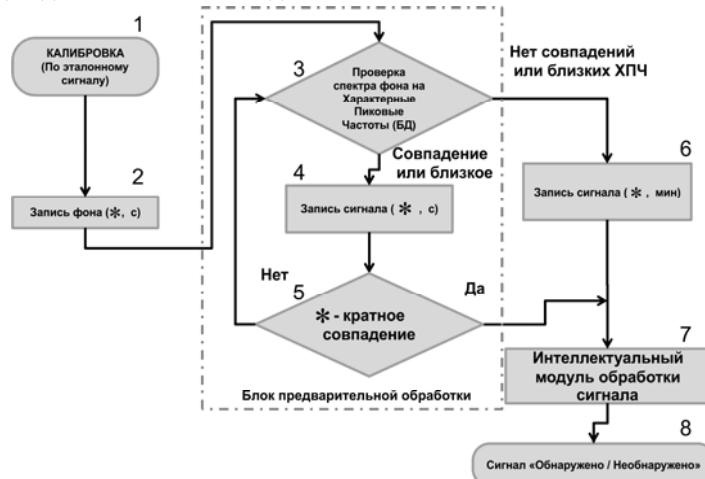 1
КАЛИБРОВКА
(По эталонному
сигналу)
2
Запись фона (*, с)
3
Проверка
спектра фона на
Характерные
Пиковые
Частоты (БД)
Нет совпадений
или близких ХПЧ
Совпадение
или близкое
4
Запись сигнала ( * , с)
6
Запись сигнала ( * , мин)
Нет
5
Да
* - кратное
совпадение
Блок предварительной обработки
7
Интеллектуальный
модуль обработки
сигнала
8
Сигнал «Обнаружено / Необнаружено»